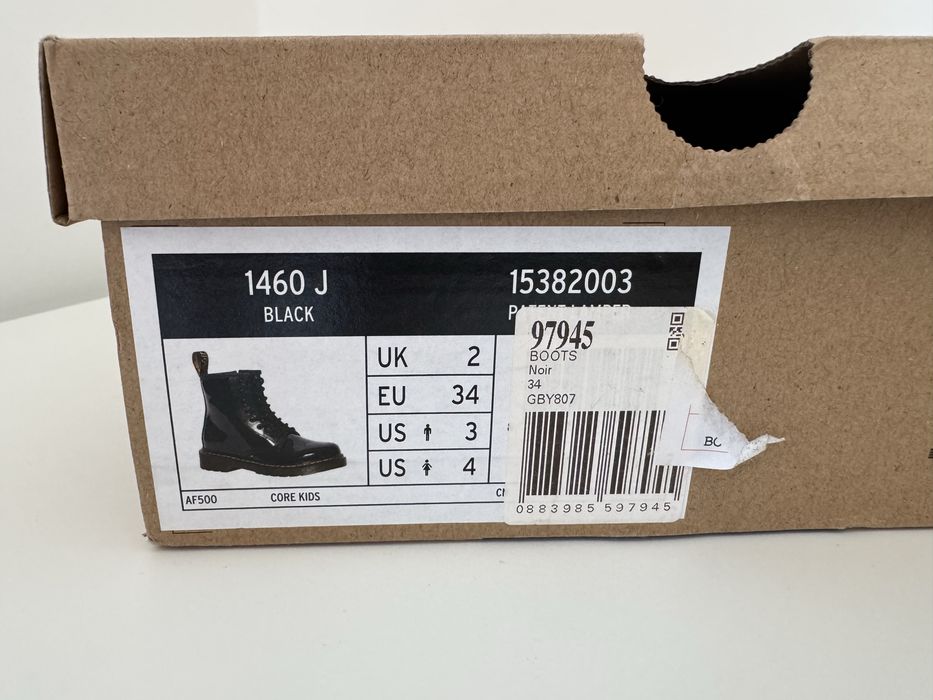 1460 J
BLACK
15382003
UK 2
EU 34
US 3
US 4
AF500
CORE KIDS
97945
BOOTS
Noir
34
GBY807
0883985 597945